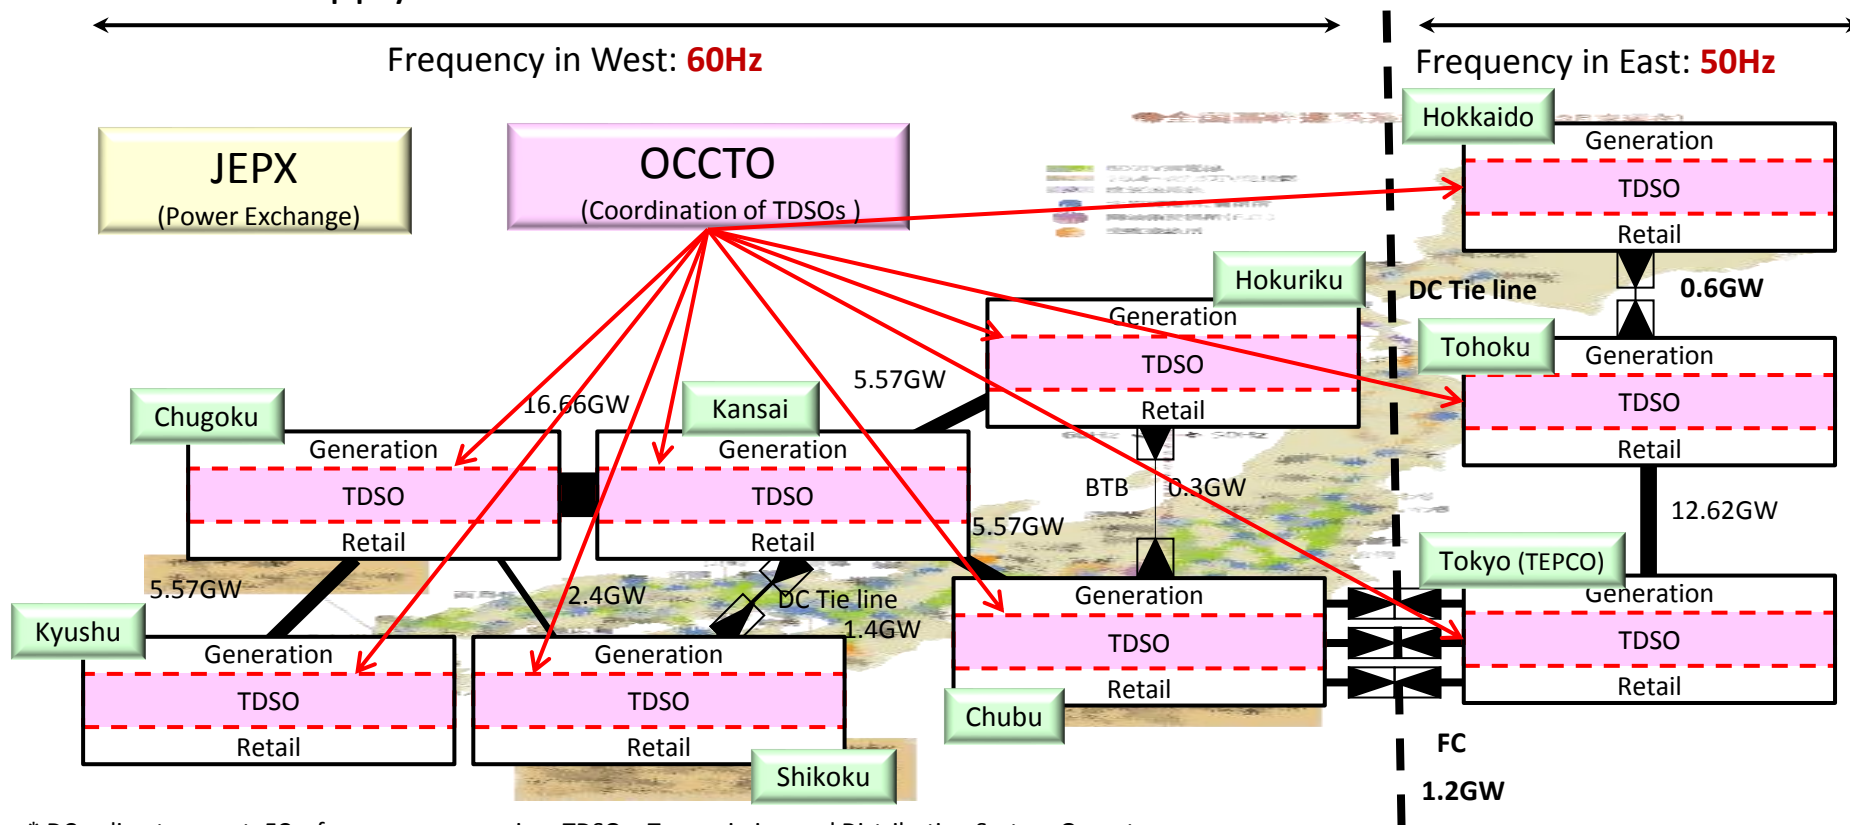 Frequency in West: 60Hz
Frequency in East: 50Hz
JEPX
(Power Exchange)
OCCTO
(Coordination of TDSOs )
Hokkaido
Generation
TDSO
Retail
DC Tie line
0.6GW
Hokuriku
Generation
TDSO
Retail
Tohoku
Generation
TDSO
Retail
5.57GW
16.66GW
Chugoku
Generation
TDSO
Retail
Kansai
Generation
TDSO
Retail
BTB
0.3GW
5.57GW
12.62GW
Tokyo (TEPCO)
Generation
TDSO
Retail
5.57GW
2.4GW
DC Tie line
1.4GW
Kyushu
Generation
TDSO
Retail
Generation
TDSO
Retail
Shikoku
Generation
TDSO
Retail
Chubu
FC
1.2GW